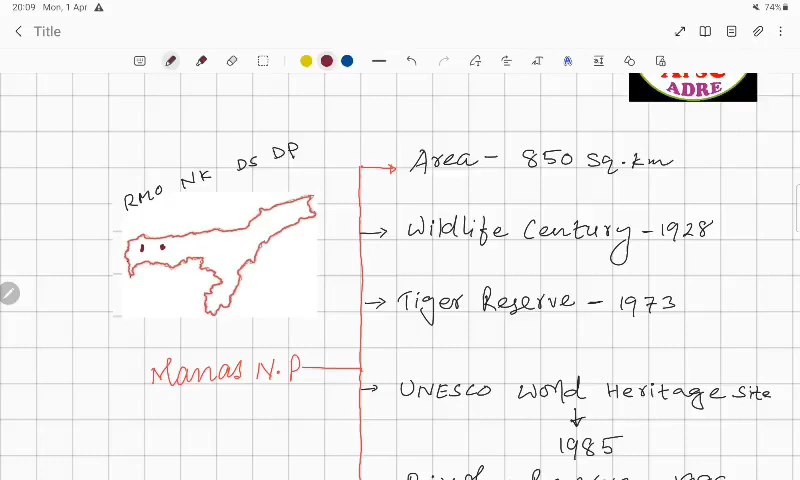 20:09 Mon, 1 Apr
74%
Title
ADRE
RMO NK DS DP
Area - 850 Sq.km
Wildlife Century - 1928
Tiger Reserve - 1973
Manas N.P
UNESCO World Heritage Site
1985